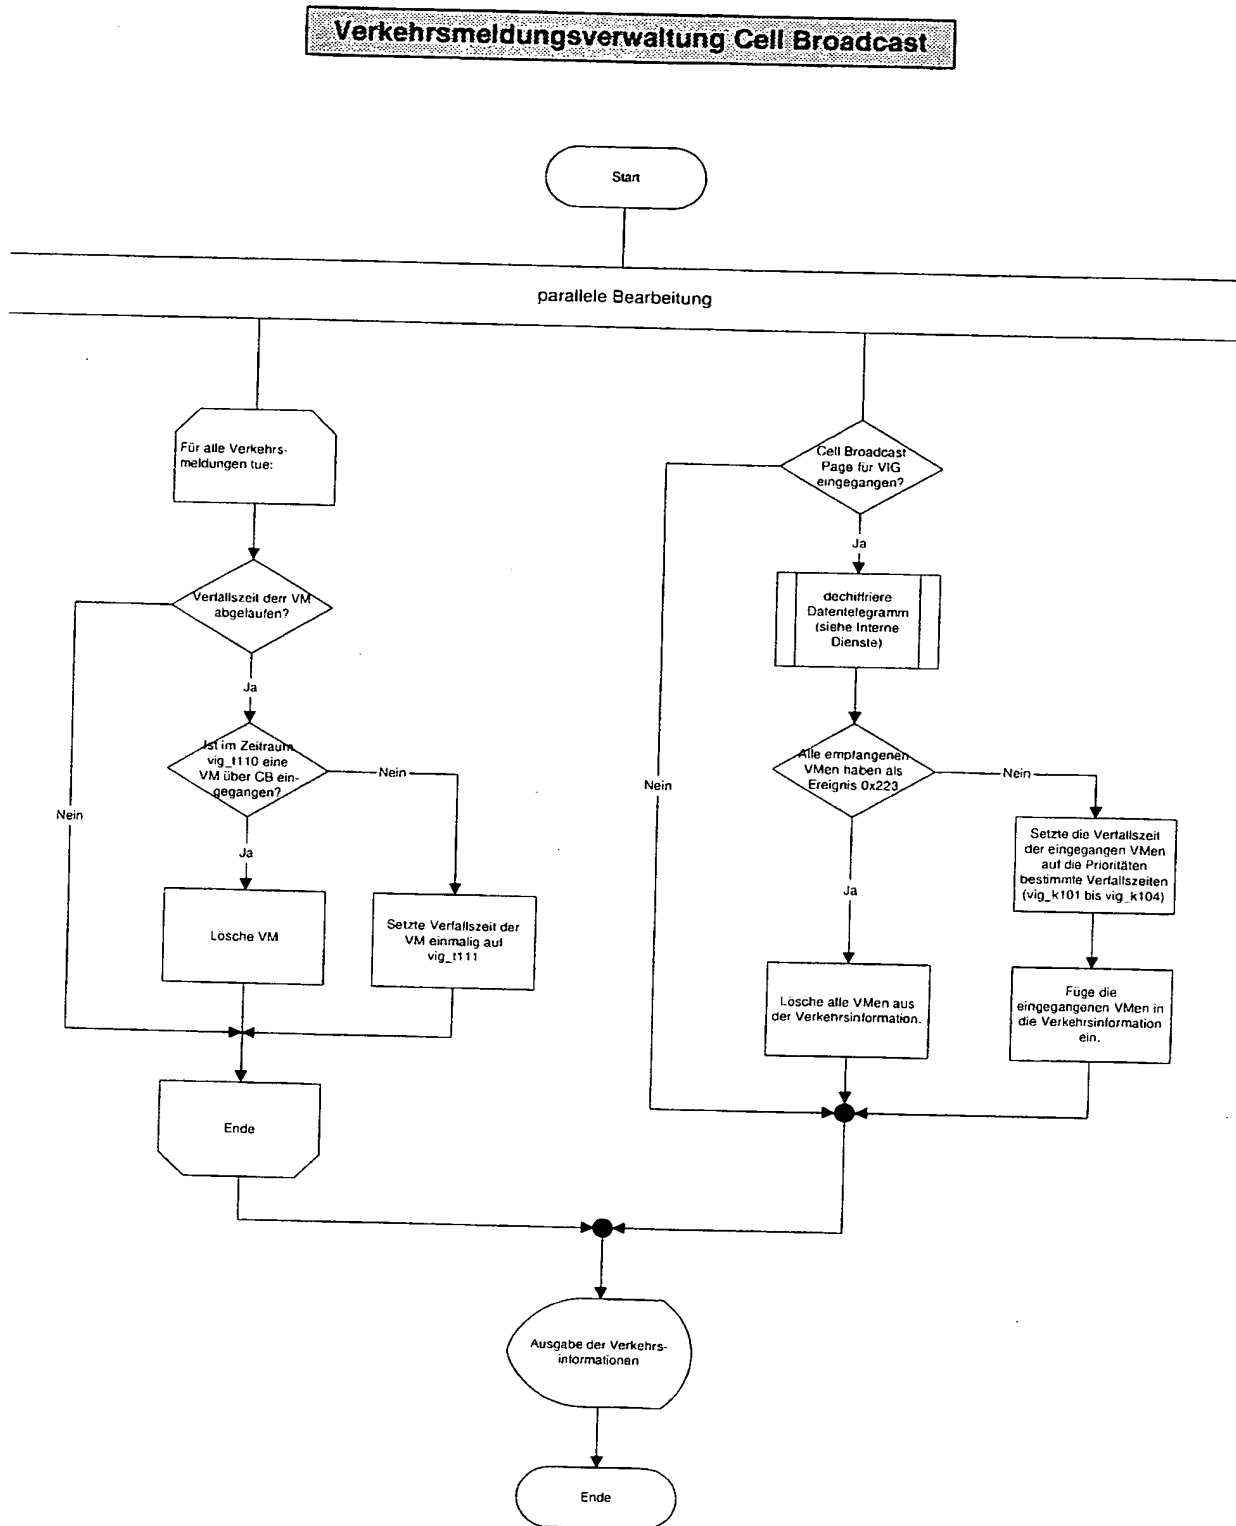 Verkehrsmeldungsverwaltung Cell Broadcast
Start
parallele Bearbeitung
Für alle Verkehrs-
meldungen tue:
Verfallszeit derr VM
abgelaufen?
Ja
Nein
Ist im Zeitraum
vig_t110 eine
VM über CB ein-
gegangen?
Nein
Ja
Lösche VM
Setzte Verfallszeit der
VM einmalig auf
vig_t111
Ende
Cell Broadcast
Page für VIG
eingegangen?
Ja
Nein
dechiffriere
Datentelegramm
(siehe Interne
Dienste)
Alle empfangenen
VMen haben als
Ereignis 0x223
Nein
Ja
Setzte die Verfallszeit
der eingegangen VMen
auf die Prioritäten
bestimmte Verfallszeiten
(vig_k101 bis vig_k104)
Lösche alle VMen aus
der Verkehrsinformation.
Füge die
eingegangenen VMen in
die Verkehrsinformation
ein.
Ausgabe der Verkehrs-
informationen
Ende